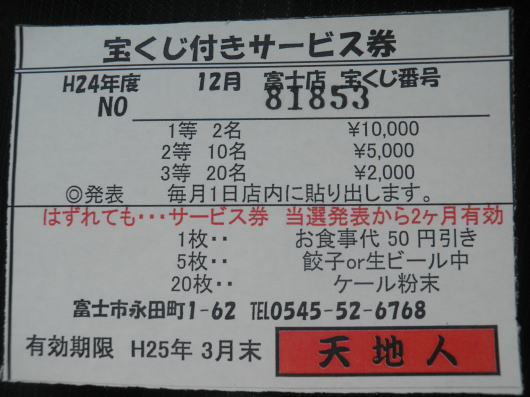 宝くじ付きサービス券
H24年度 12月 富士店 宝くじ番号
NO 81853
1等 2名 ¥10,000
2等 10名 ¥5,000
3等 20名 ¥2,000
◎発表 毎月1日店内に貼り出します。
はずれても・・・サービス券 当選発表から2ヶ月有効
1枚・・ お食事代 50 円引き
5枚・・ 餃子or生ビール中
20枚・・ ケール粉末
富士市永田町1-62 TEL0545-52-6768
有効期限 H25年 3月末 天地人